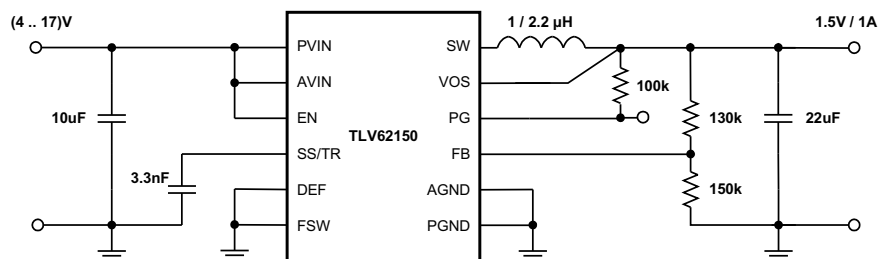 (4 .. 17)V
1 / 2.2 µH
1.5V / 1A
PVIN
SW
AVIN
VOS
100k
10uF
EN
PG
130k
22uF
TLV62150
SS/TR
FB
3.3nF
DEF
AGND
150k
FSW
PGND